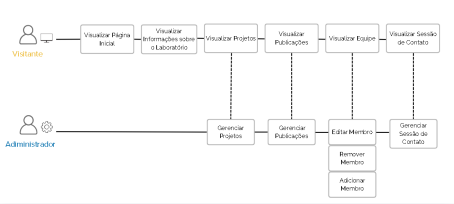 Visualizar Página
Inicial
Visualizar
Informações sobre
o Laboratório
Visualizar Projetos
Visualizar
Publicações
Visualizar Equipe
Visualizar Sessão
de Contato
Visitante
Gerenciar
Projetos
Gerenciar
Publicações
Editar Membro
Remover
Membro
Adicionar
Membro
Gerenciar
Sessão de
Contato
Adiministrador